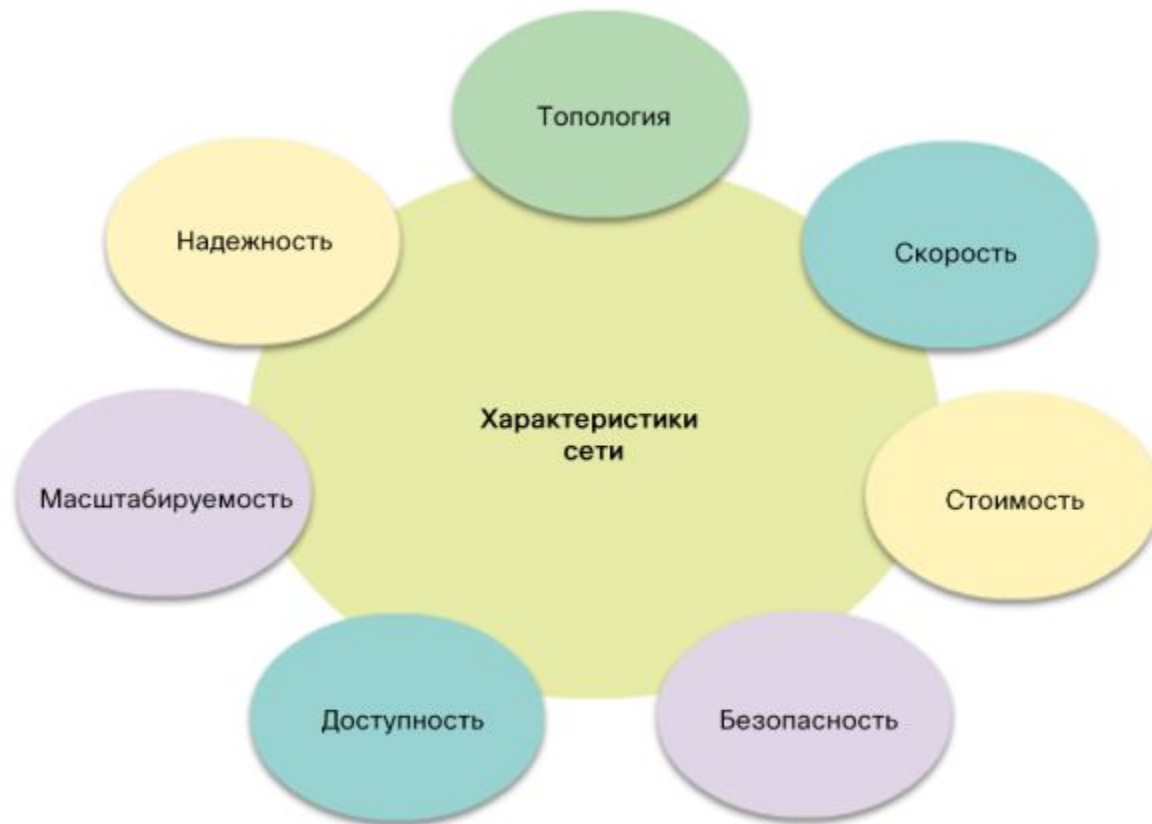 Топология
Надежность
Скорость
Характеристики
сети
Масштабируемость
Стоимость
Доступность
Безопасность